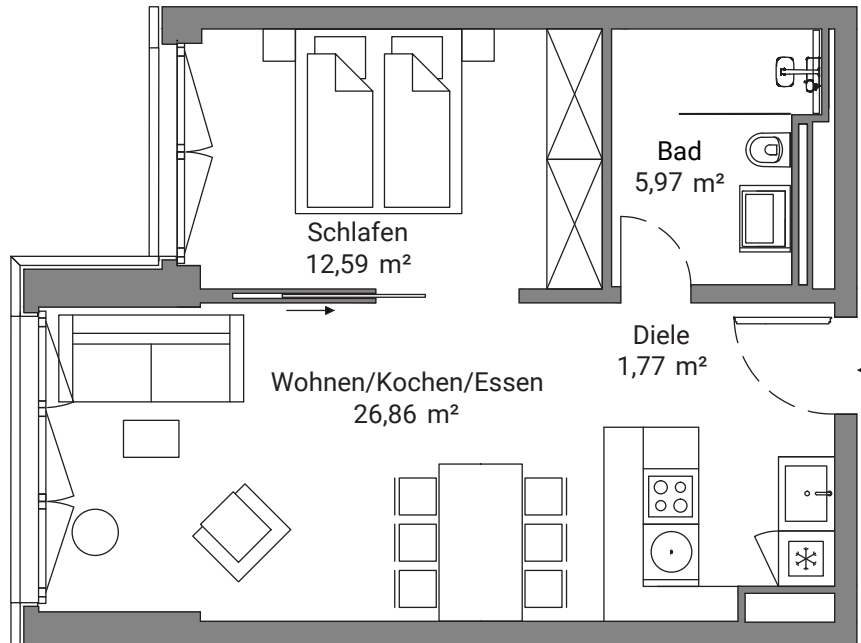 Bad
5,97 m²
Schlafen
12,59 m²
Diele
1,77 m²
Wohnen/Kochen/Essen
26,86 m²